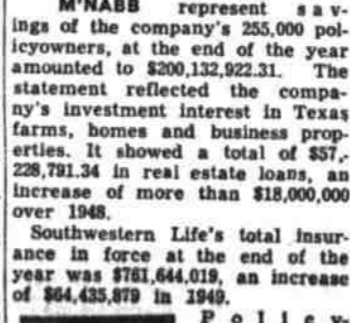 M'NABB represent sav-
ings of the company's 255,000 pol-
icyowners, at the end of the year
amounted to $200,132,922.31. The
statement reflected the compa-
ny's investment interest in Texas
farms, homes and business prop-
erties. It showed a total of $57,-
228,791.34 in real estate loans, an
increase of more than $18,000,000
over 1948.
Southwestern Life's total insur-
ance in force at the end of the
year was $761,644,019, an increase
of $64,435,879 in 1949.
Policy-